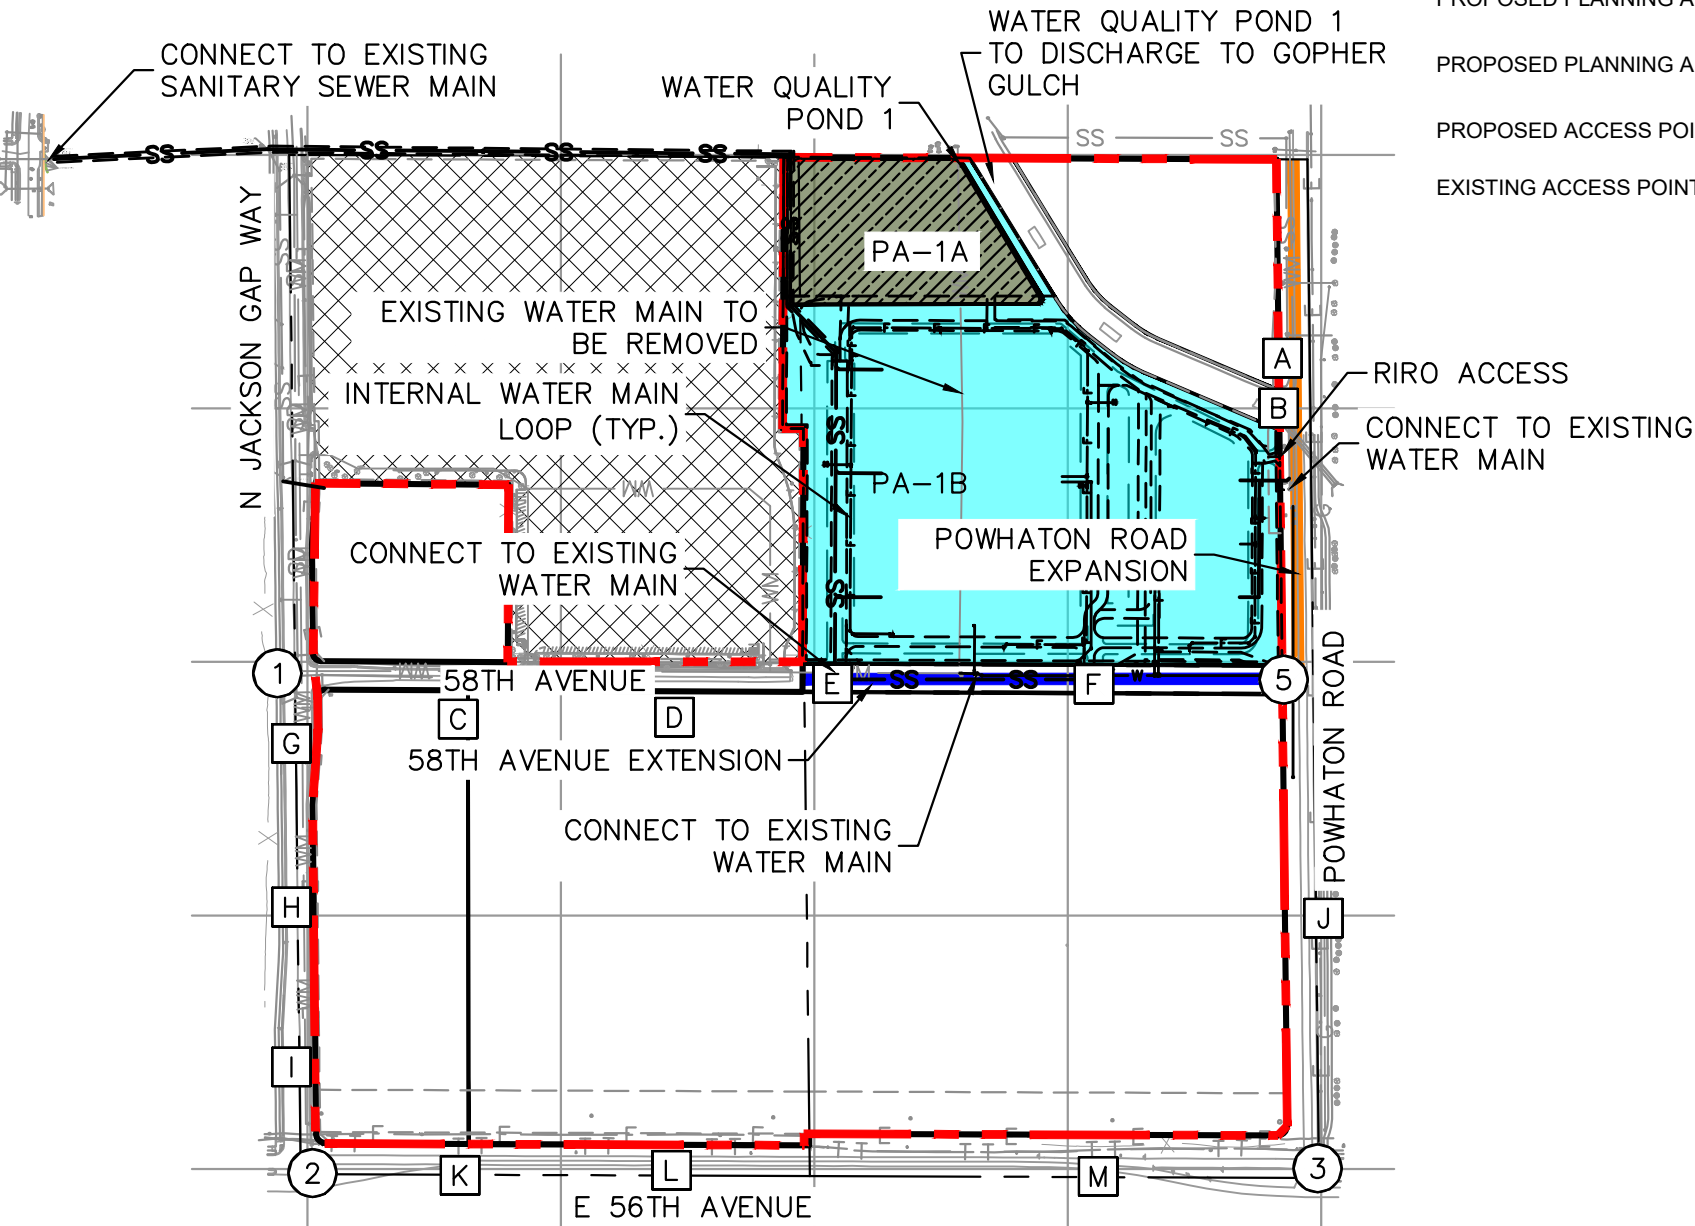 PROPOSED PLANNING A
PROPOSED PLANNING A
PROPOSED ACCESS POI
EXISTING ACCESS POINT
WATER QUALITY POND 1
TO DISCHARGE TO GOPHER
GULCH
CONNECT TO EXISTING
SANITARY SEWER MAIN
WATER QUALITY
POND 1
SS
SS
SS
SS
SS
SS
N JACKSON GAP WAY
PA-1A
EXISTING WATER MAIN TO
BE REMOVED
INTERNAL WATER MAIN
LOOP (TYP.)
A
B
RIRO ACCESS
CONNECT TO EXISTING
WATER MAIN
SS
PA-1B
POWHATON ROAD
EXPANSION
CONNECT TO EXISTING
WATER MAIN
SS
1
58TH AVENUE
E
SS
SS
F
W
5
C
D
G
58TH AVENUE EXTENSION
CONNECT TO EXISTING
WATER MAIN
POWHATON ROAD
H
J
I
2
K
L
M
3
E 56TH AVENUE